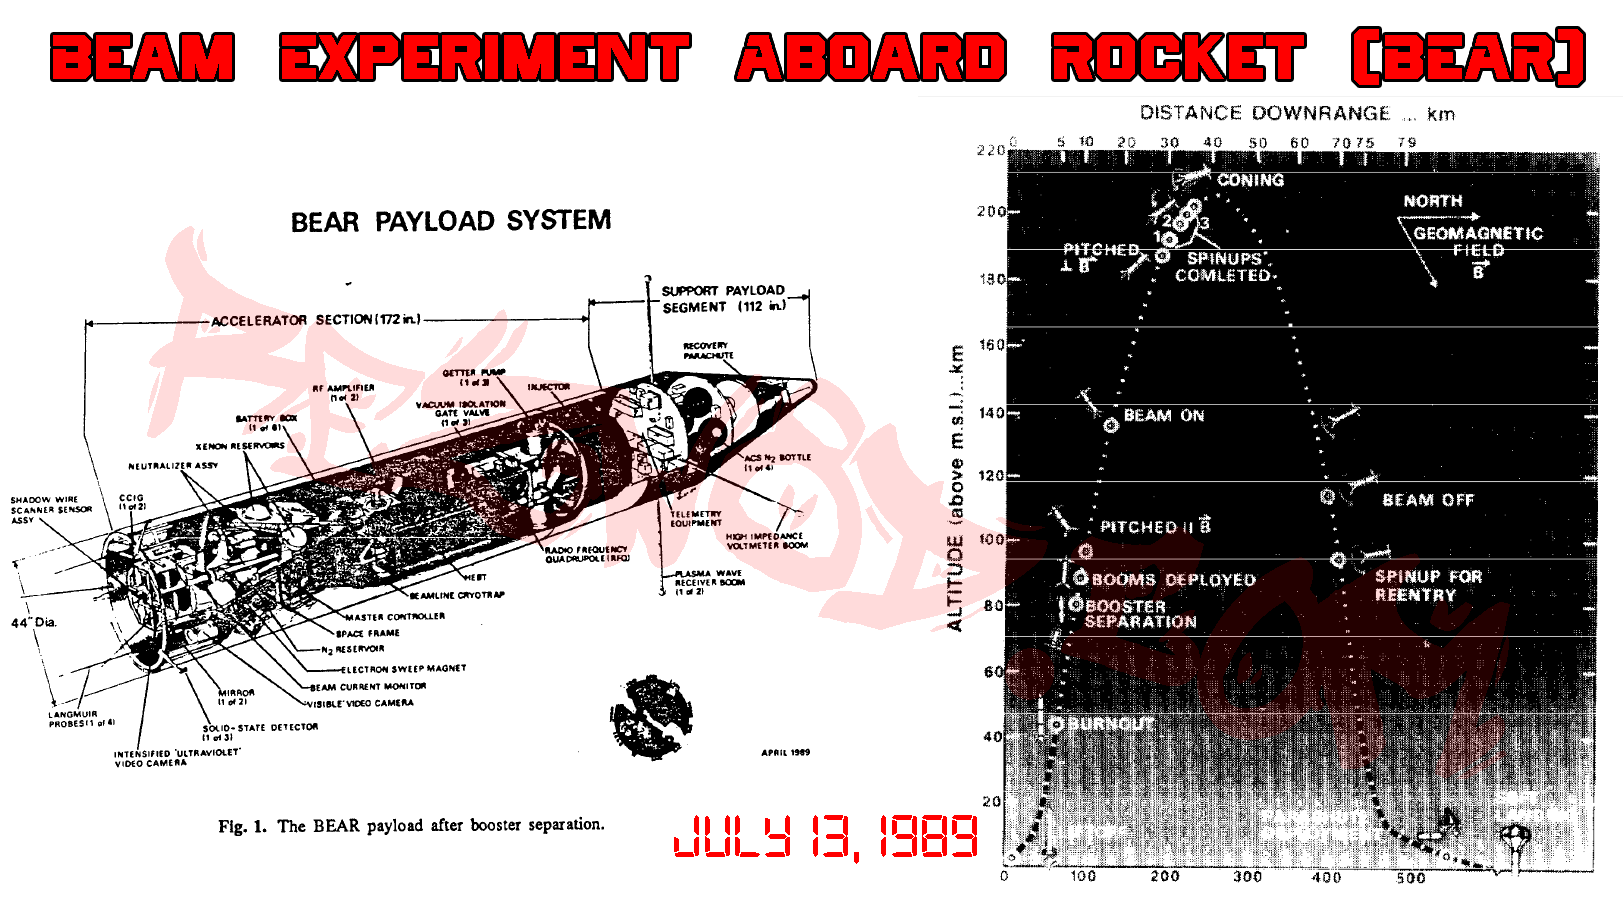 BEAM EXPERIMENT ABOARD ROCKET (BEAR)
BEAR PAYLOAD SYSTEM
SUPPORT PAYLOAD
SEGMENT (112 in.)
ACCELERATOR SECTION (172 in.)
RECOVERY
PARACHUTE
GETTER PUMP
(1 of 3)
INJECTOR
RF AMPLIFIER
(1 of 2)
VACUUM ISOLATION
GATE VALVE
(1 of 3)
BATTERY BOX
(1 of 6)
XENON RESERVOIRS
NEUTRALIZER ASSY
SHADOW WIRE
SCANNER SENSOR
ASSY
CCIG
(1 of 2)
ACS N2 BOTTLE
(1 of 4)
TELEMETRY
EQUIPMENT
HIGH IMPEDANCE
VOLTMETER BOOM
RADIO FREQUENCY
QUADRUPOLE (RFQ)
PLASMA WAVE
RECEIVER BOOM
(1 of 2)
HEBT
BEAMLINE CRYOTRAP
MASTER CONTROLLER
SPACE FRAME
N2 RESERVOIR
ELECTRON SWEEP MAGNET
BEAM CURRENT MONITOR
VISIBLE VIDEO CAMERA
44" Dia.
MIRROR
(1 of 2)
LANGMUIR
PROBES (1 of 4)
SOLID-STATE DETECTOR
(1 of 3)
INTENSIFIED 'ULTRAVIOLET'
VIDEO CAMERA
APRIL 1989
Fig. 1. The BEAR payload after booster separation.
JULY 13, 1989
DISTANCE DOWNRANGE ... km
0 5 10 20 30 40 50 60 70 75 79
ALTITUDE (above m.s.l.)...km
220
200
180
160
140
120
100
80
60
40
20
CONING
NORTH
GEOMAGNETIC
FIELD
B
1 2 3
PITCHED
⊥ B
SPINUPS
COMLETED
BEAM ON
BEAM OFF
PITCHED || B
BOOMS DEPLOYED
SPINUP FOR
REENTRY
BOOSTER
SEPARATION
BURNOUT
0 100 200 300 400 500